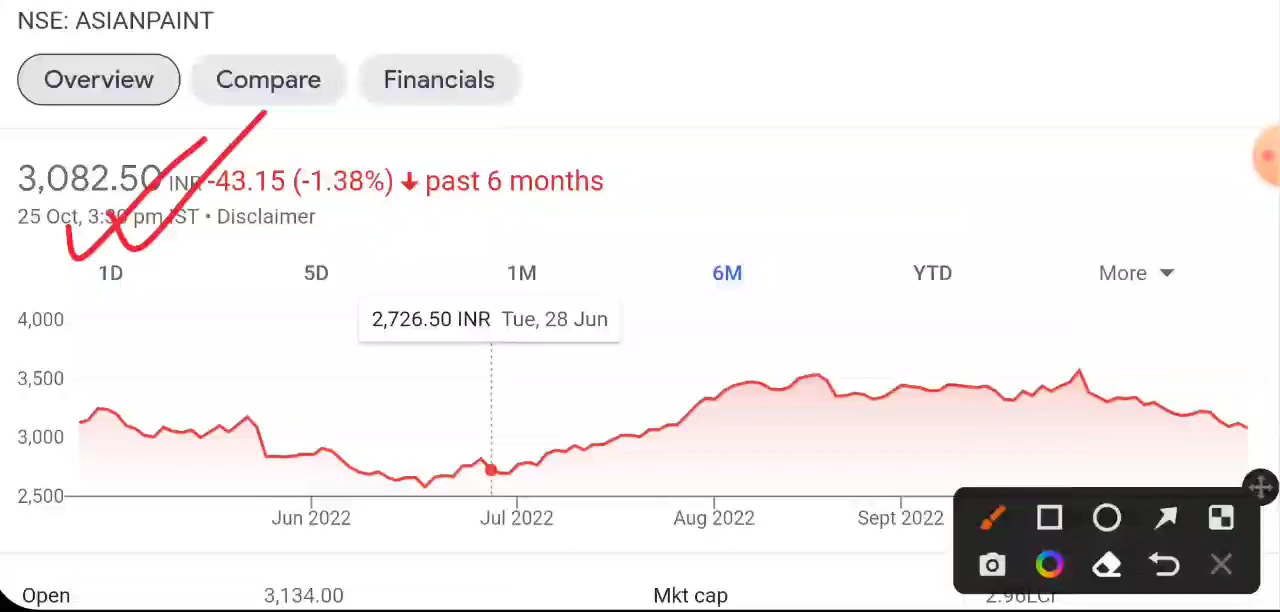 NSE: ASIANPAINT
Overview Compare Financials
3,082.50 INR -43.15 (-1.38%) past 6 months
25 Oct, 3:30 pm IST • Disclaimer
1D 5D 1M 6M YTD More
2,726.50 INR Tue, 28 Jun
4,000
3,500
3,000
2,500
Jun 2022 Jul 2022 Aug 2022 Sept 2022
Open 3,134.00 Mkt cap 2.96LCr